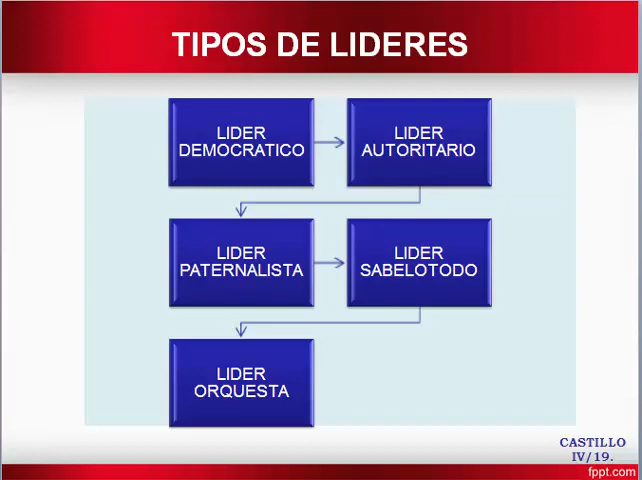 TIPOS DE LIDERES
LIDER
DEMOCRATICO
LIDER
AUTORITARIO
LIDER
PATERNALISTA
LIDER
SABELOTODO
LIDER
ORQUESTA
CASTILLO
IV/19.
fppt.com